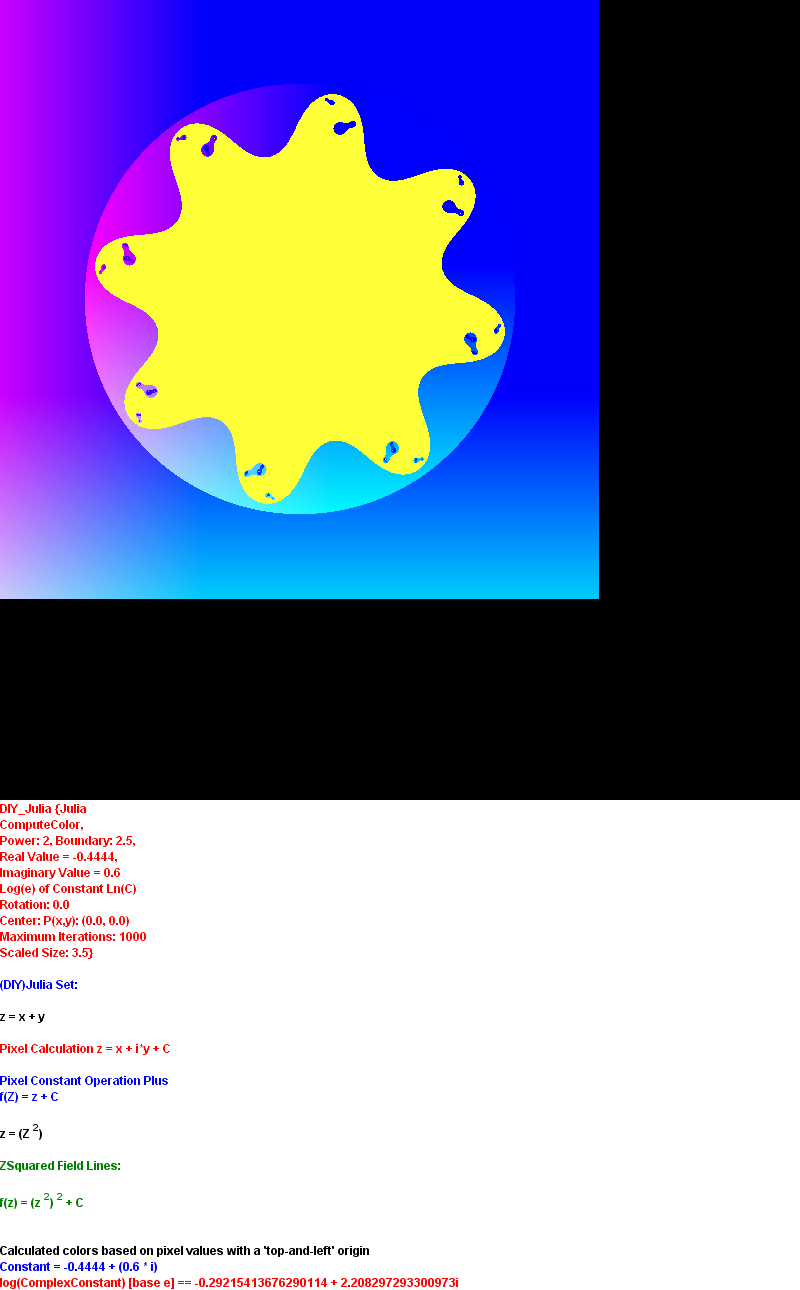 DIY_Julia {Julia
ComputeColor,
Power: 2, Boundary: 2.5,
Real Value = -0.4444,
Imaginary Value = 0.6
Log(e) of Constant Ln(C)
Rotation: 0.0
Center: P(x,y): (0.0, 0.0)
Maximum Iterations: 1000
Scaled Size: 3.5}
(DIY)Julia Set:
z = x + y
Pixel Calculation z = x + i*y + C
Pixel Constant Operation Plus
f(Z) = z + C
z = (Z ²)
ZSquared Field Lines:
f(z) = (z ²) ² + C
Calculated colors based on pixel values with a 'top-and-left' origin
Constant = -0.4444 + (0.6 * i)
log(ComplexConstant) [base e] == -0.29215413676290114 + 2.208297293300973i